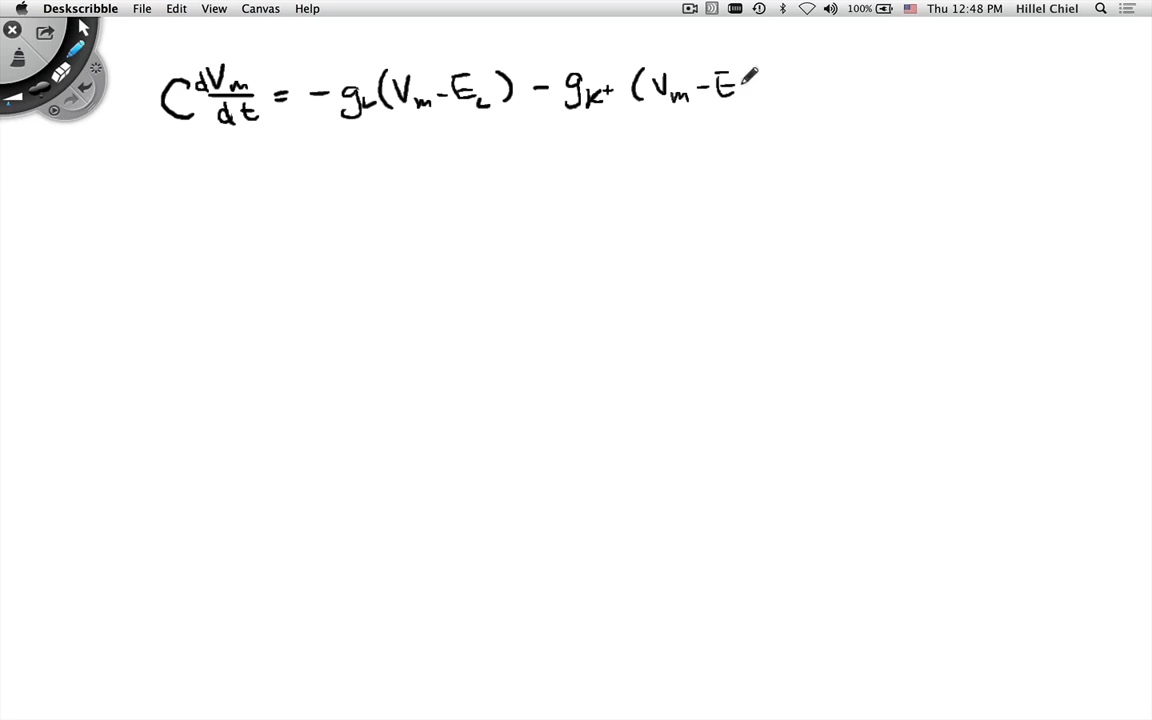 Deskscribble File Edit View Canvas Help 100% Thu 12:48 PM Hillel Chiel
C dVm/dt = - gL(Vm - EL) - gK+ (Vm - E